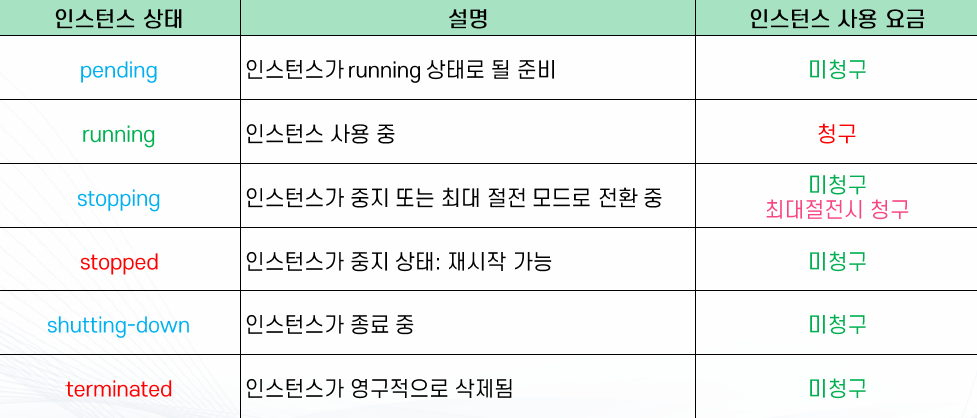 인스턴스 상태 설명 인스턴스 사용 요금
pending 인스턴스가 running 상태로 될 준비 미청구
running 인스턴스 사용 중 청구
stopping 인스턴스가 중지 또는 최대 절전 모드로 전환 중 미청구
최대절전시 청구
stopped 인스턴스가 중지 상태: 재시작 가능 미청구
shutting-down 인스턴스가 종료 중 미청구
terminated 인스턴스가 영구적으로 삭제됨 미청구